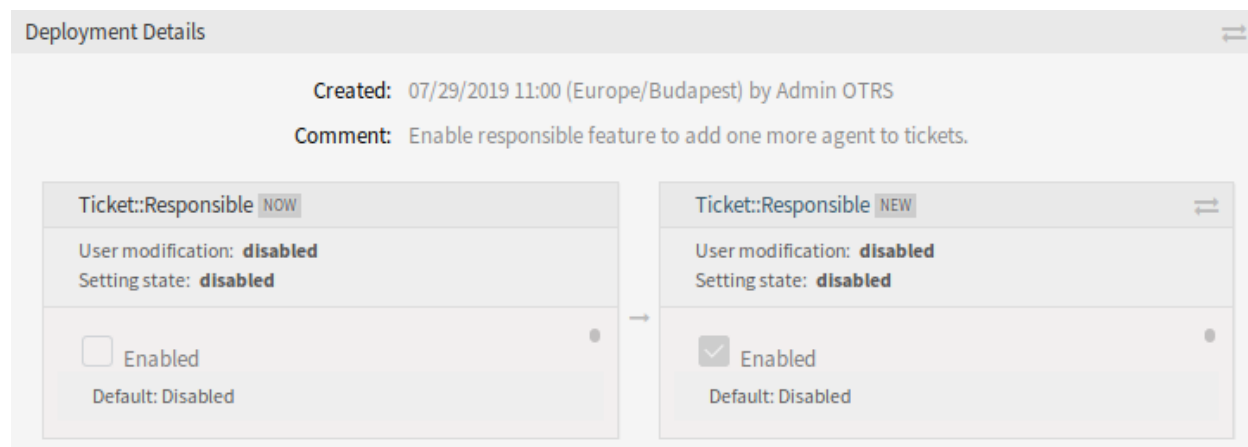 Deployment Details
Created: 07/29/2019 11:00 (Europe/Budapest) by Admin OTRS
Comment: Enable responsible feature to add one more agent to tickets.
Ticket::Responsible NOW
User modification: disabled
Setting state: disabled
Enabled
Default: Disabled
Ticket::Responsible NEW
User modification: disabled
Setting state: disabled
Enabled
Default: Disabled